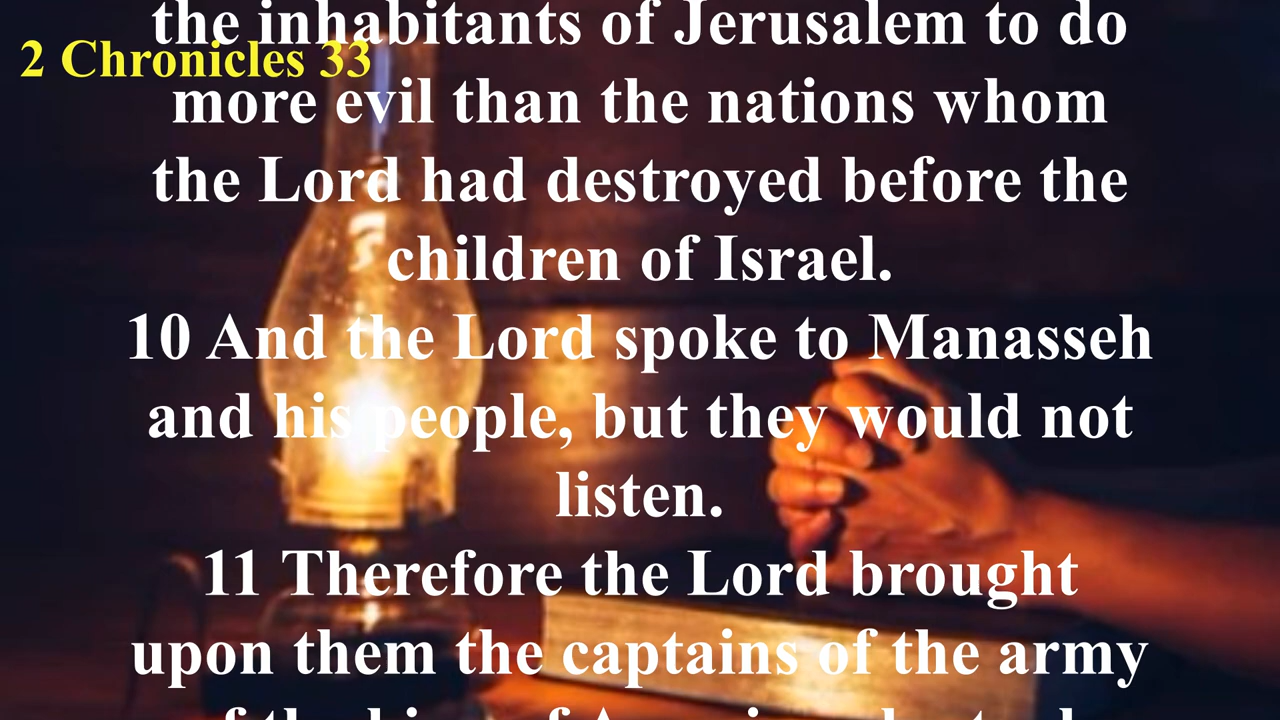 the inhabitants of Jerusalem to do
2 Chronicles 33
more evil than the nations whom
the Lord had destroyed before the
children of Israel.
10 And the Lord spoke to Manasseh
and his people, but they would not
listen.
11 Therefore the Lord brought
upon them the captains of the army